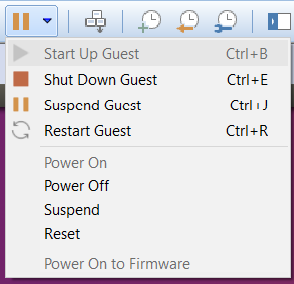 Start Up Guest Ctrl+B
Shut Down Guest Ctrl+E
Suspend Guest Ctrl+J
Restart Guest Ctrl+R
Power On
Power Off
Suspend
Reset
Power On to Firmware